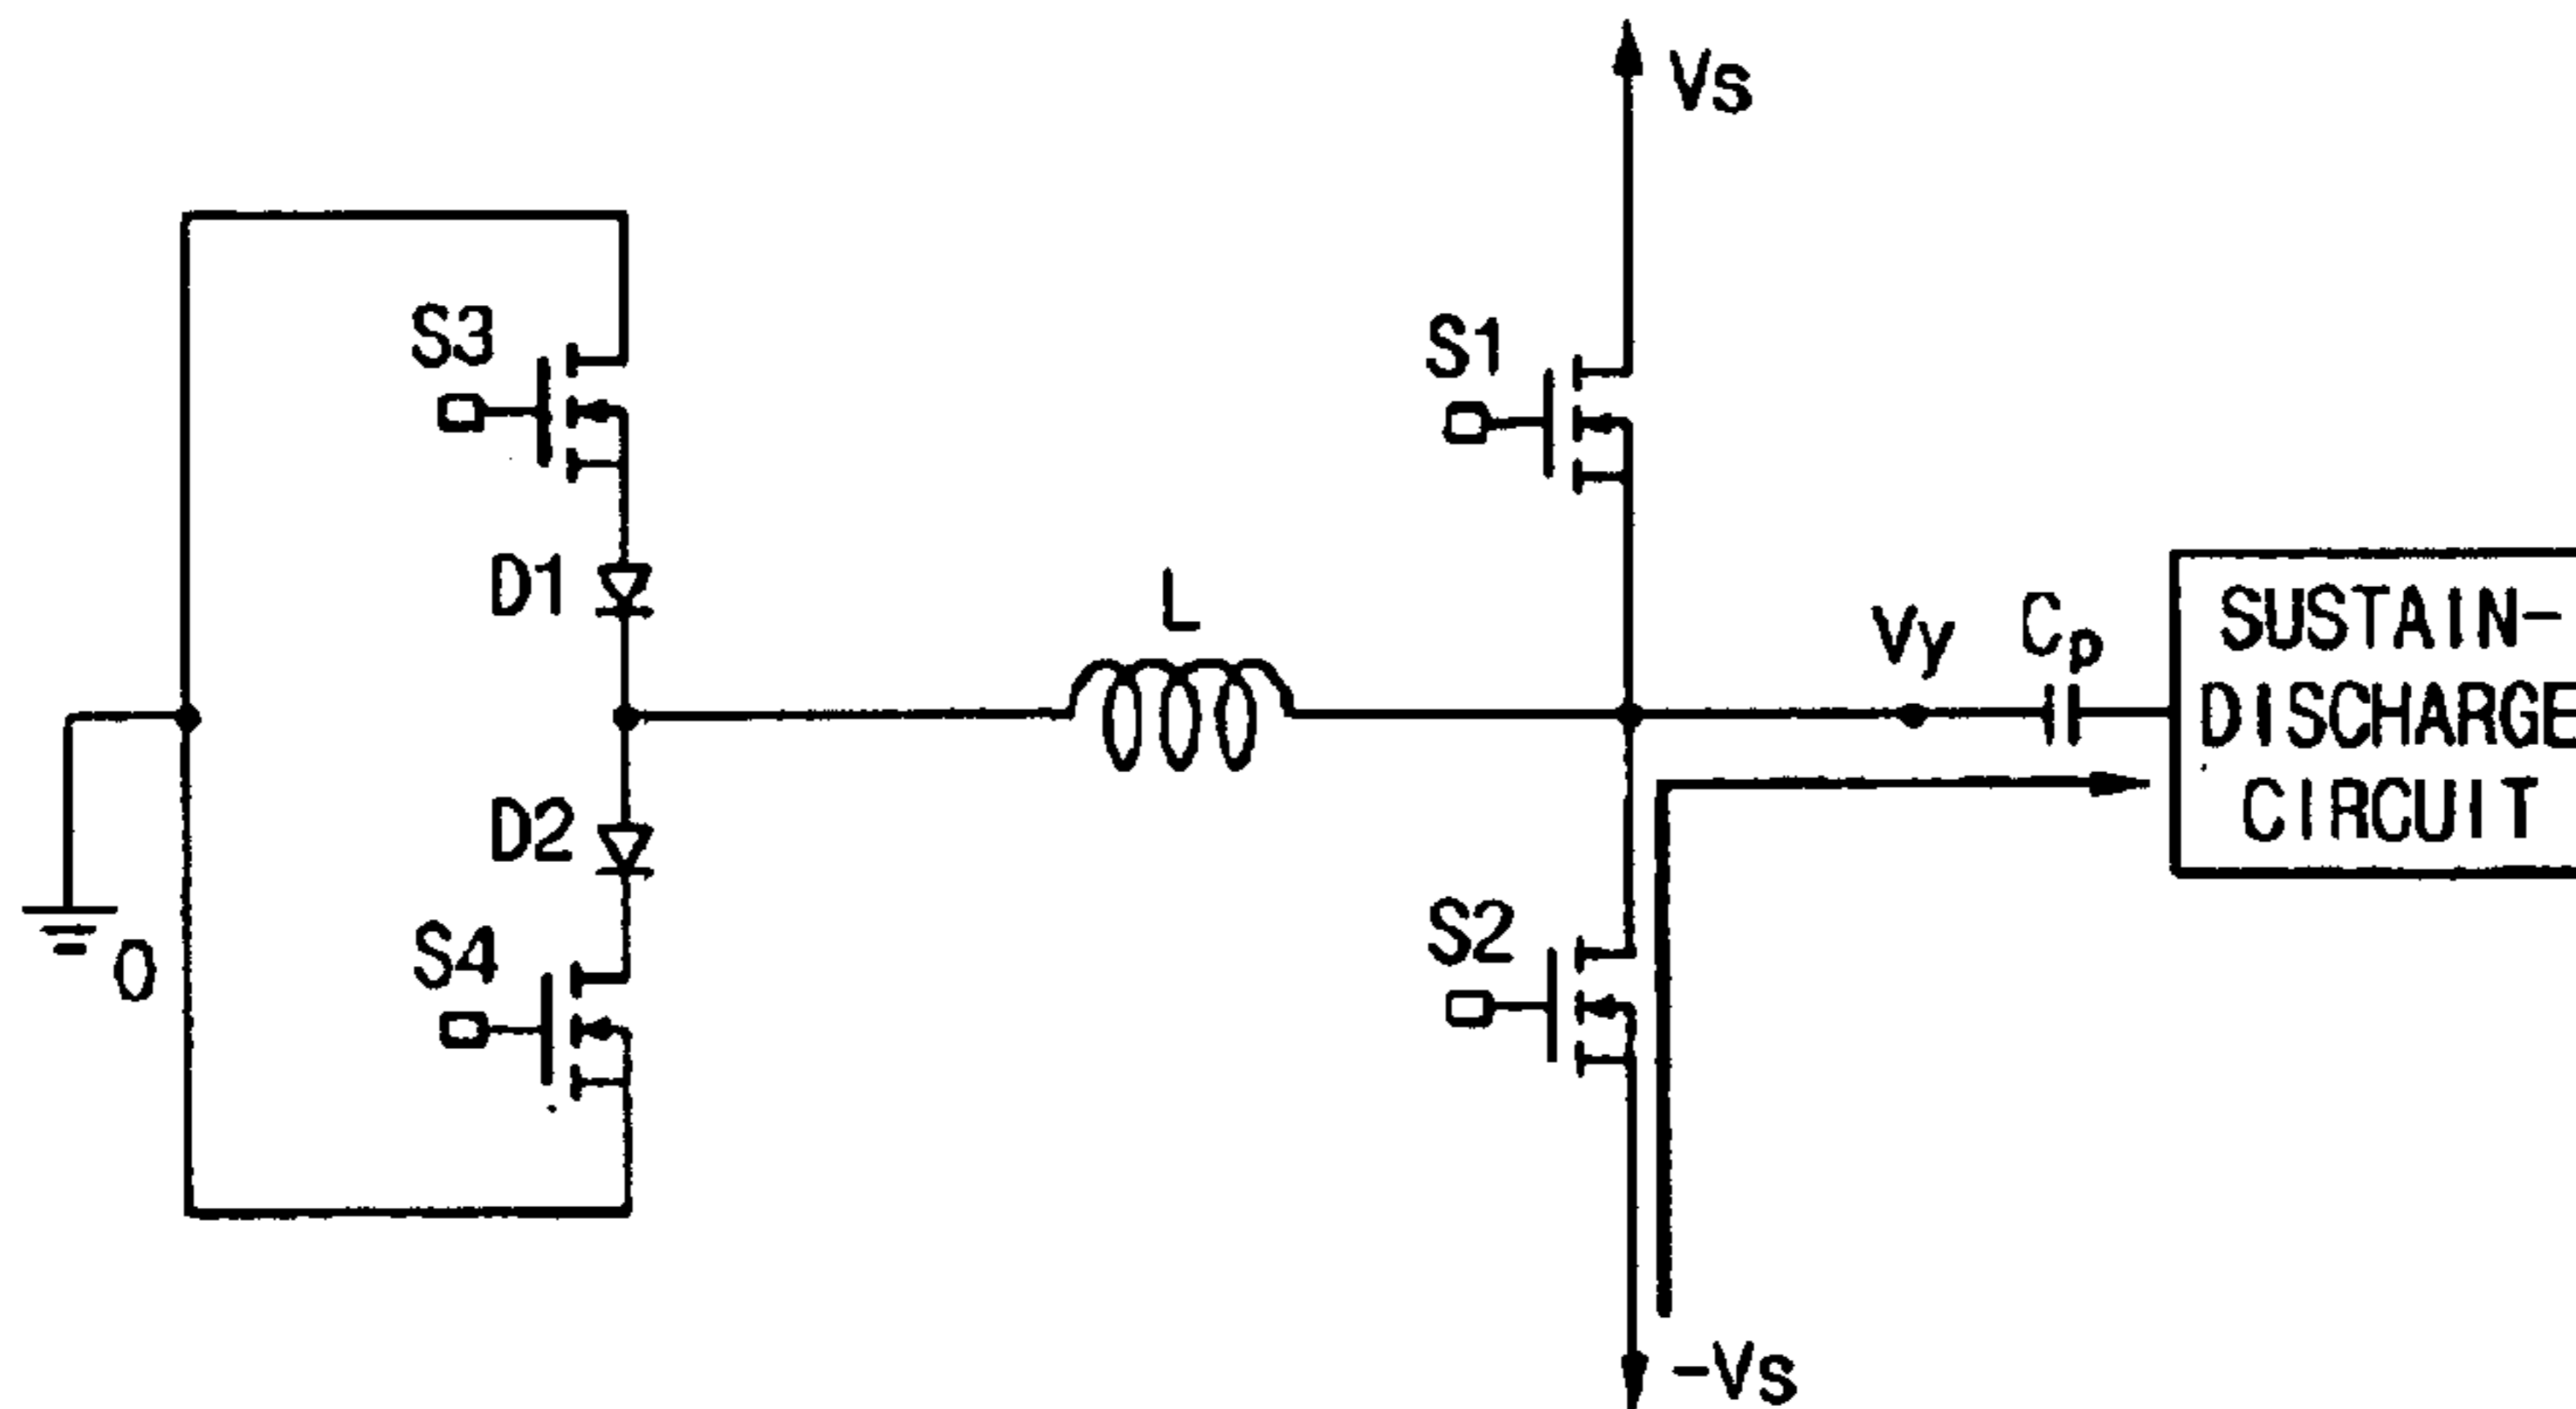 Vs
S3
S1
D1
L
Vy
Cp
SUSTAIN-
DISCHARGE
CIRCUIT
D2
S4
S2
0
-Vs